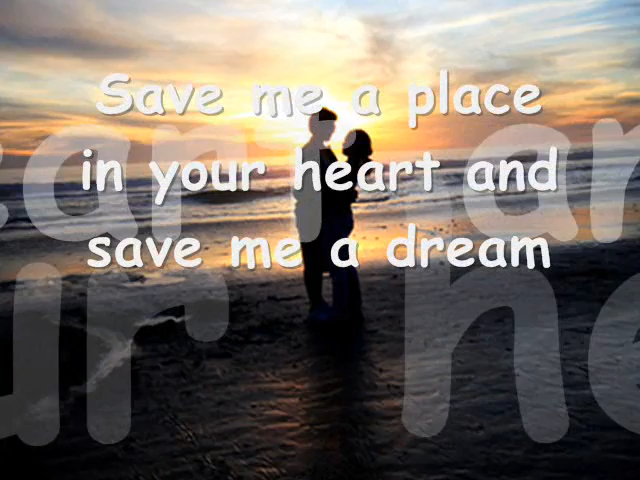 Save me a place
in your heart and
save me a dream